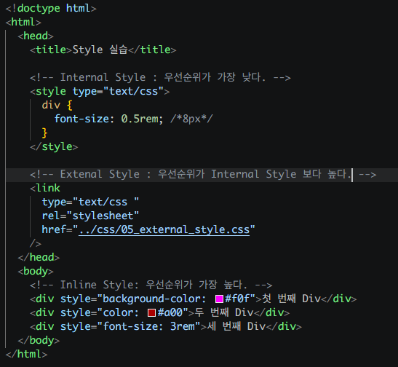 <!doctype html>
<html>
<head>
<title>Style 실습</title>
<!-- Internal Style : 우선순위가 가장 낮다. -->
<style type="text/css">
div {
font-size: 0.5rem; /*8px*/
}
</style>
<!-- Extenal Style : 우선순위가 Internal Style 보다 높다. -->
<link
type="text/css "
rel="stylesheet"
href="../css/05_external_style.css"
/>
</head>
<body>
<!-- Inline Style: 우선순위가 가장 높다. -->
<div style="background-color: #f0f">첫 번째 Div</div>
<div style="color: #a00">두 번째 Div</div>
<div style="font-size: 3rem">세 번째 Div</div>
</body>
</html>